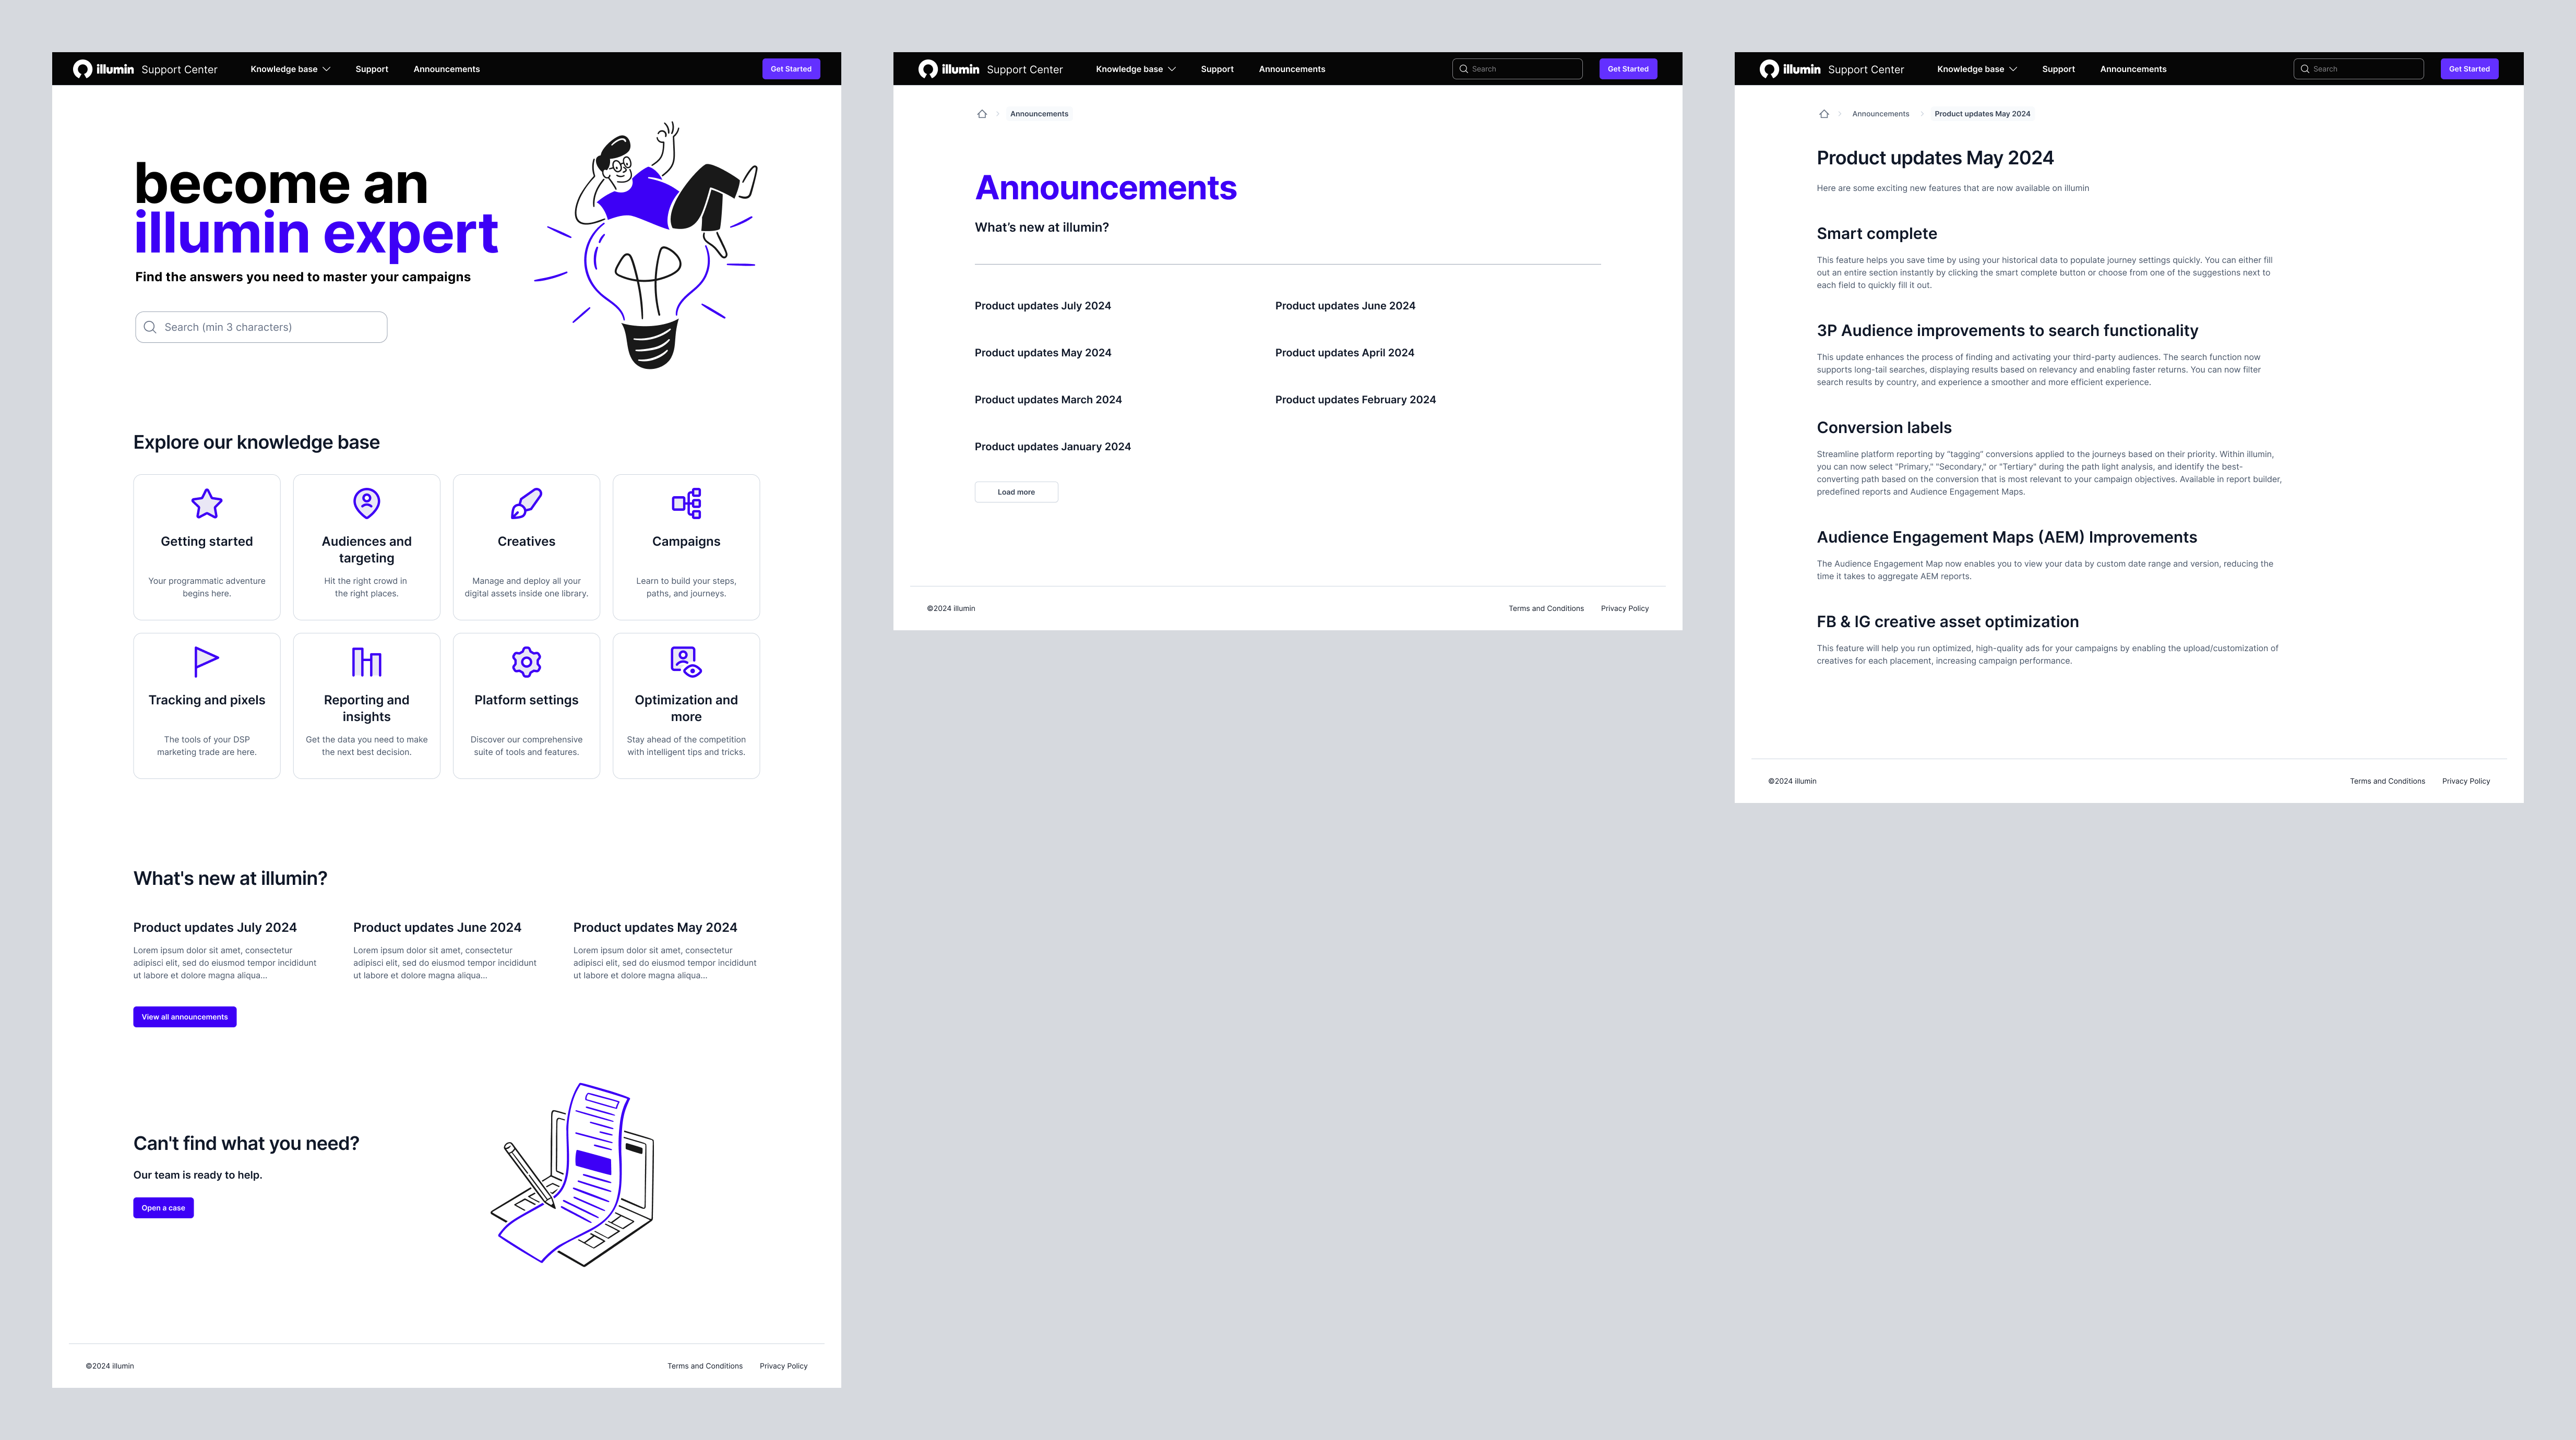 illumin Support Center Knowledge base Support Announcements Get Started
become an
illumin expert
Find the answers you need to master your campaigns
Search (min 3 characters)
Explore our knowledge base
Getting started
Your programmatic adventure
begins here.
Audiences and
targeting
Hit the right crowd in
the right places.
Creatives
Manage and deploy all your
digital assets inside one library.
Campaigns
Learn to build your steps,
paths, and journeys.
Tracking and pixels
The tools of your DSP
marketing trade are here.
Reporting and
insights
Get the data you need to make
the next best decision.
Platform settings
Discover our comprehensive
suite of tools and features.
Optimization and
more
Stay ahead of the competition
with intelligent tips and tricks.
What's new at illumin?
Product updates July 2024
Lorem ipsum dolor sit amet, consectetur
adipisci elit, sed do eiusmod tempor incididunt
ut labore et dolore magna aliqua...
Product updates June 2024
Lorem ipsum dolor sit amet, consectetur
adipisci elit, sed do eiusmod tempor incididunt
ut labore et dolore magna aliqua...
Product updates May 2024
Lorem ipsum dolor sit amet, consectetur
adipisci elit, sed do eiusmod tempor incididunt
ut labore et dolore magna aliqua...
View all announcements
Can't find what you need?
Our team is ready to help.
Open a case
©2024 illumin Terms and Conditions Privacy Policy
illumin Support Center Knowledge base Support Announcements Search Get Started
Announcements
Announcements
What's new at illumin?
Product updates July 2024 Product updates June 2024
Product updates May 2024 Product updates April 2024
Product updates March 2024 Product updates February 2024
Product updates January 2024
Load more
©2024 illumin Terms and Conditions Privacy Policy
illumin Support Center Knowledge base Support Announcements Search Get Started
Announcements Product updates May 2024
Product updates May 2024
Here are some exciting new features that are now available on illumin
Smart complete
This feature helps you save time by using your historical data to populate journey settings quickly. You can either fill
out an entire section instantly by clicking the smart complete button or choose from one of the suggestions next to
each field to quickly fill it out.
3P Audience improvements to search functionality
This update enhances the process of finding and activating your third-party audiences. The search function now
supports long-tail searches, displaying results based on relevancy and enabling faster returns. You can now filter
search results by country, and experience a smoother and more efficient experience.
Conversion labels
Streamline platform reporting by "tagging" conversions applied to the journeys based on their priority. Within illumin,
you can now select "Primary," "Secondary," or "Tertiary" during the path light analysis, and identify the best-
converting path based on the conversion that is most relevant to your campaign objectives. Available in report builder,
predefined reports and Audience Engagement Maps.
Audience Engagement Maps (AEM) Improvements
The Audience Engagement Map now enables you to view your data by custom date range and version, reducing the
time it takes to aggregate AEM reports.
FB & IG creative asset optimization
This feature will help you run optimized, high-quality ads for your campaigns by enabling the upload/customization of
creatives for each placement, increasing campaign performance.
©2024 illumin Terms and Conditions Privacy Policy